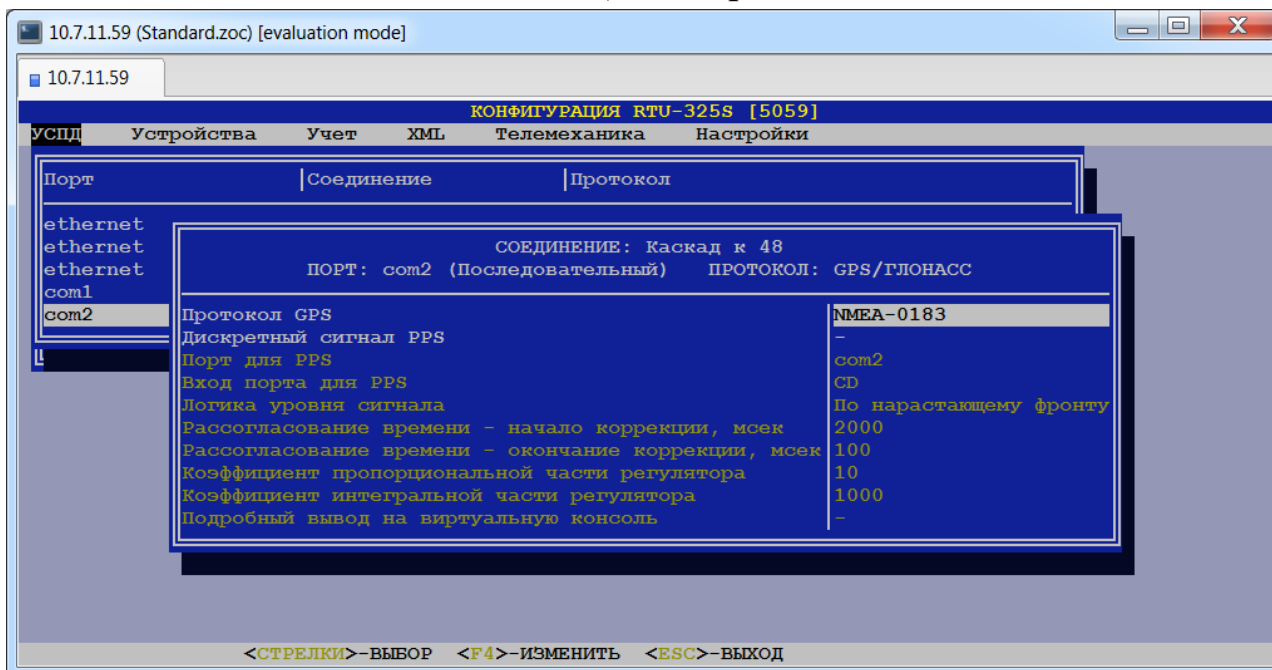 10.7.11.59 (Standard.zoc) [evaluation mode]
10.7.11.59
КОНФИГУРАЦИЯ RTU-325S [5059]
УСПД Устройства Учет XML Телемеханика Настройки
Порт Соединение Протокол
ethernet
ethernet
ethernet
com1
com2
СОЕДИНЕНИЕ: Каскад к 48
ПОРТ: com2 (Последовательный) ПРОТОКОЛ: GPS/ГЛОНАСС
Протокол GPS NMEA-0183
Дискретный сигнал PPS -
Порт для PPS com2
Вход порта для PPS CD
Логика уровня сигнала По нарастающему фронту
Рассогласование времени - начало коррекции, мсек 2000
Рассогласование времени - окончание коррекции, мсек 100
Коэффициент пропорциональной части регулятора 10
Коэффициент интегральной части регулятора 1000
Подробный вывод на виртуальную консоль -
<СТРЕЛКИ>-ВЫБОР <F4>-ИЗМЕНИТЬ <ESC>-ВЫХОД